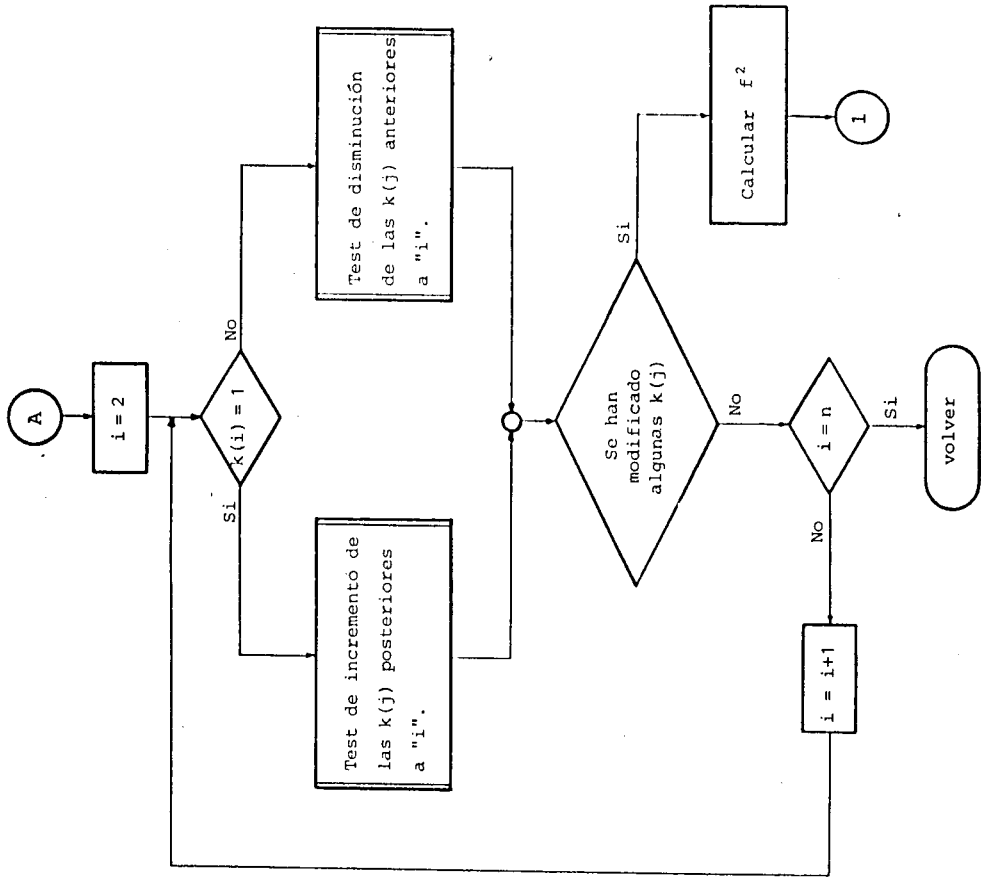 A
i = 2
k(i) = 1
Si
No
Test de incremento de
las k(j) posteriores
a "i".
Test de disminución
de las k(j) anteriores
a "i".
Se han
modificado
algunas k(j)
Si
No
Calcular f²
1
i = n
No
Si
i = i+1
volver